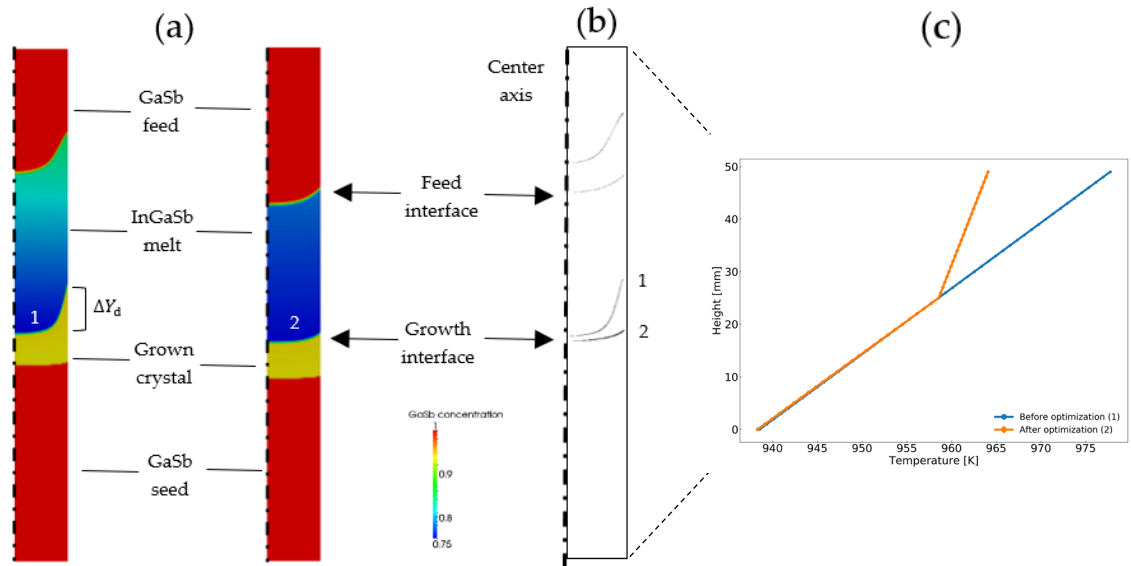 (a)
(b)
(c)
GaSb
feed
InGaSb
melt
1
ΔY_d
Grown
crystal
GaSb
seed
2
GaSb concentration
1
0.9
0.8
0.75
Center
axis
Feed
interface
Growth
interface
1
2
50
40
30
20
10
0
Height [mm]
940
945
950
955
960
965
970
975
Temperature [K]
Before optimization (1)
After optimization (2)